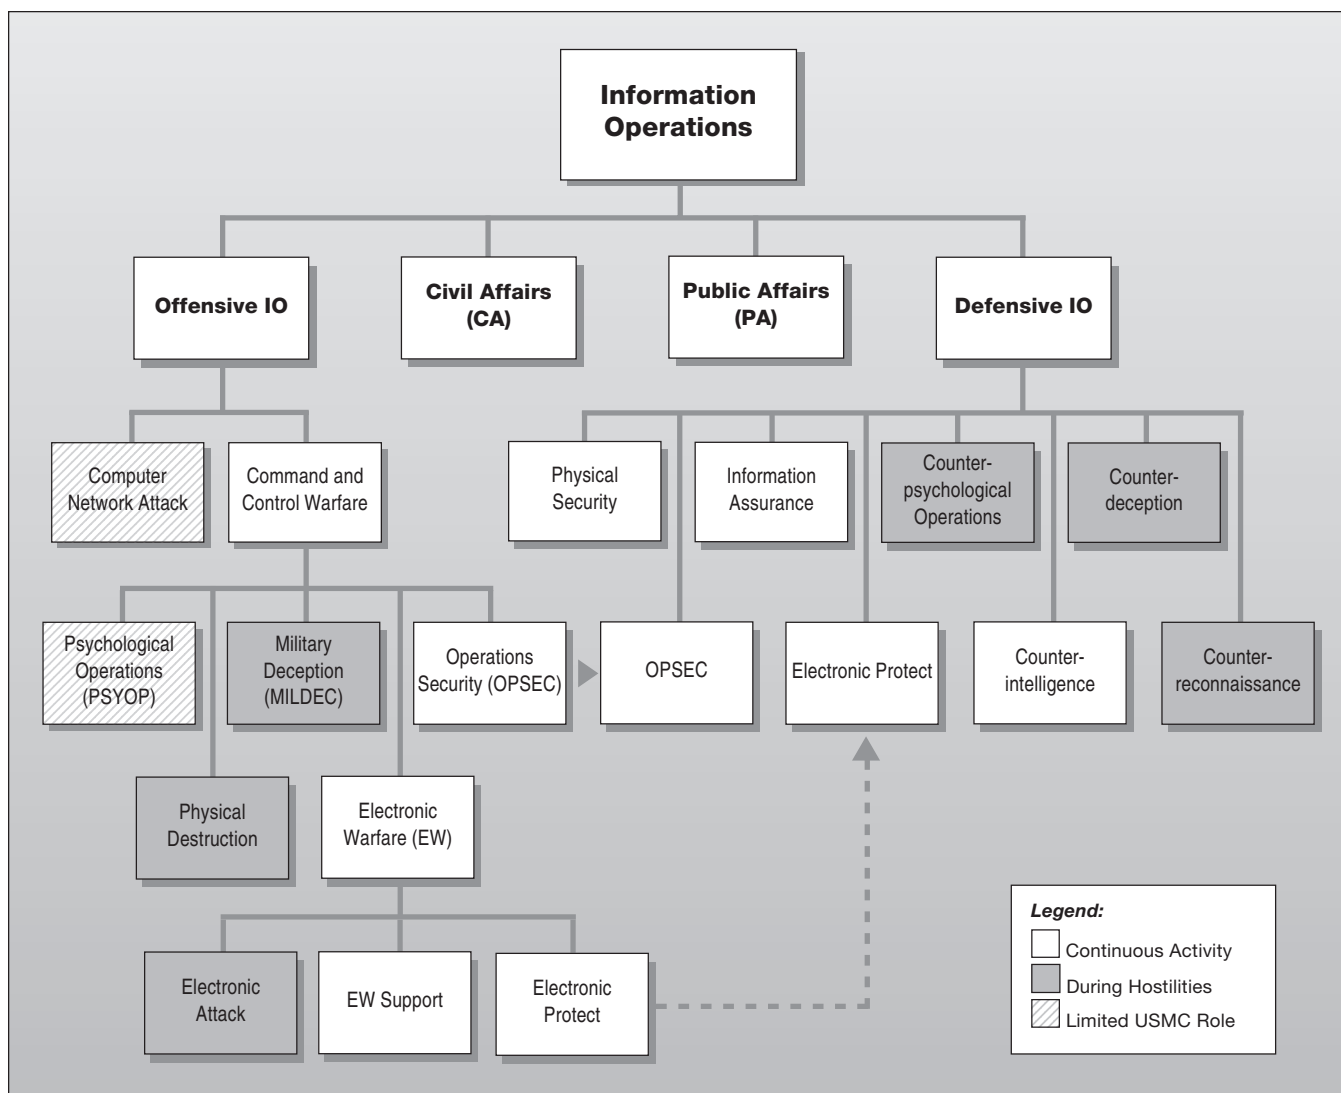 Information
Operations
Offensive IO
Civil Affairs
(CA)
Public Affairs
(PA)
Defensive IO
Computer
Network Attack
Command and
Control Warfare
Physical
Security
Information
Assurance
Counter-
psychological
Operations
Counter-
deception
Psychological
Operations
(PSYOP)
Military
Deception
(MILDEC)
Operations
Security (OPSEC)
OPSEC
Electronic Protect
Counter-
intelligence
Counter-
reconnaissance
Physical
Destruction
Electronic
Warfare (EW)
Electronic
Attack
EW Support
Electronic
Protect
Legend:
Continuous Activity
During Hostilities
Limited USMC Role